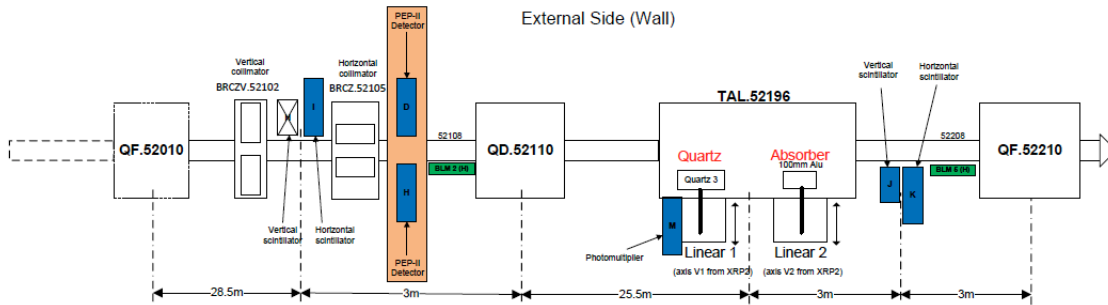 External Side (Wall)
PEP-II
Detector
Vertical
collimator
BRCZV.52102
Horizontal
collimator
BRCZ.52105
Vertical
scintillator
Horizontal
scintillator
TAL.52196
I
D
52108
52208
QF.52010
QD.52110
QF.52210
Quartz
Absorber
100mm Alu
Quartz 3
BLM 2 (H)
BLM 6 (H)
H
J
K
M
Vertical
scintillator
Horizontal
scintillator
PEP-II
Detector
Photomultiplier
Linear 1
(axis V1 from XRP2)
Linear 2
(axis V2 from XRP2)
28.5m
3m
25.5m
3m
3m